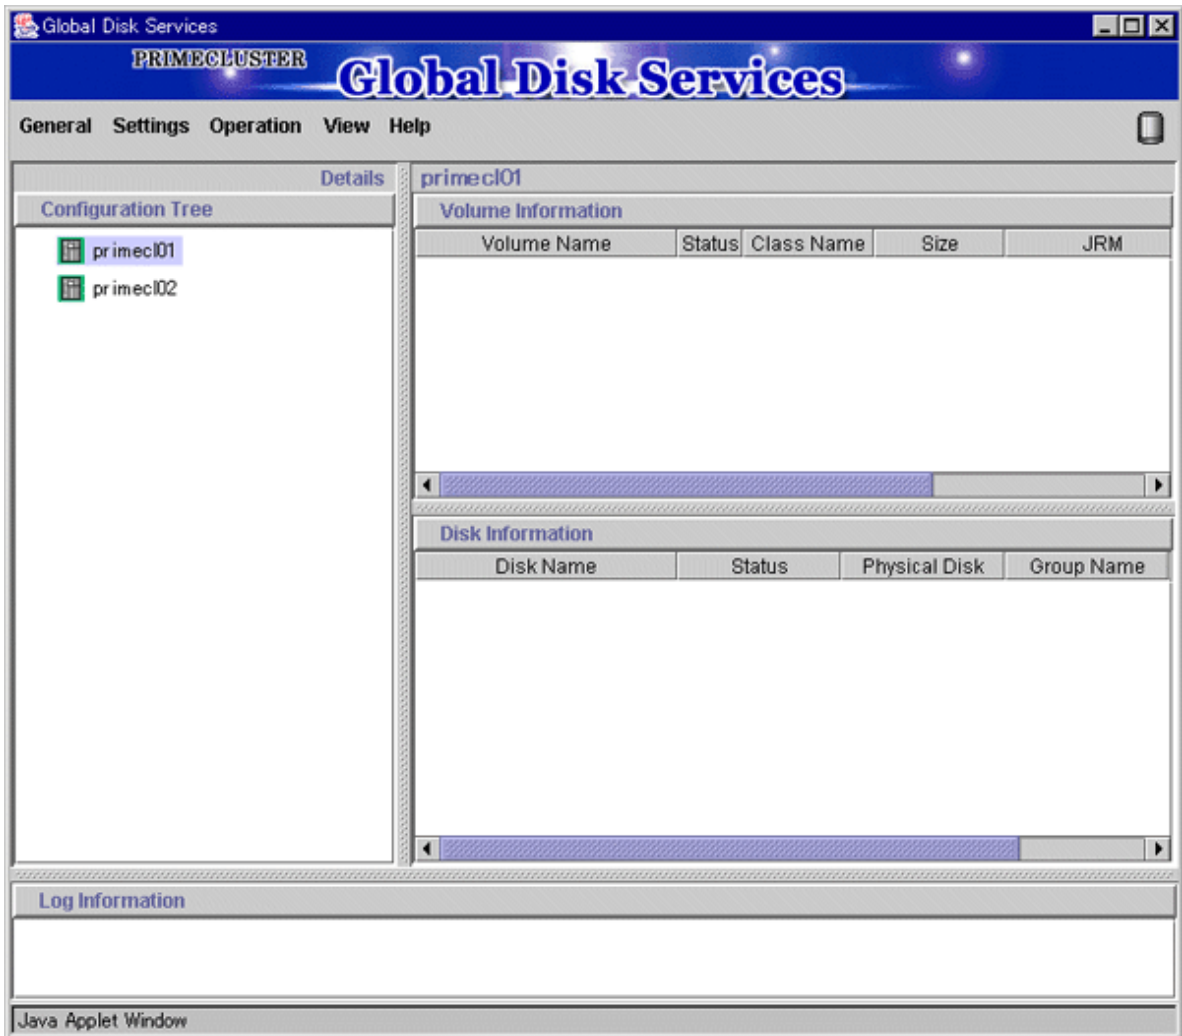 Global Disk Services
PRIMECLUSTER
Global Disk Services
General Settings Operation View Help
Details
Configuration Tree
primecl01
primecl02
primecl01
Volume Information
Volume Name Status Class Name Size JRM
Disk Information
Disk Name Status Physical Disk Group Name
Log Information
Java Applet Window